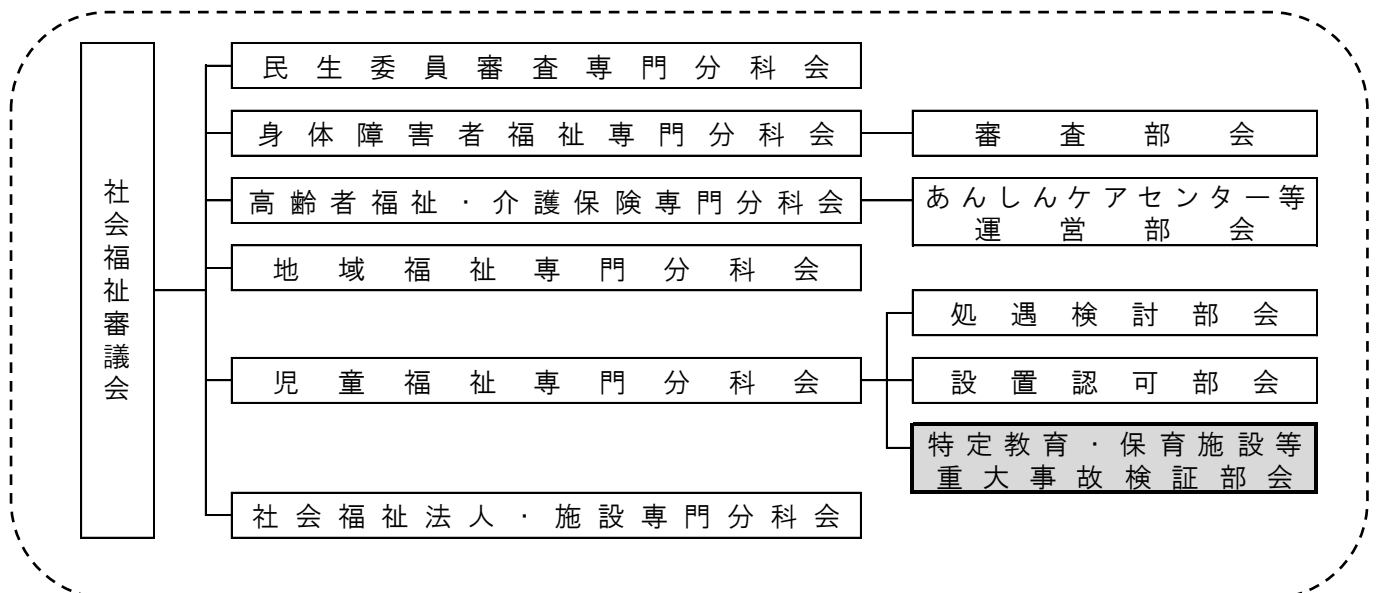 社会福祉審議会
民生委員審査専門分科会
身体障害者福祉専門分科会
審査部会
高齢者福祉・介護保険専門分科会
あんしんケアセンター等
運営部会
地域福祉専門分科会
児童福祉専門分科会
処遇検討部会
設置認可部会
特定教育・保育施設等
重大事故検証部会
社会福祉法人・施設専門分科会